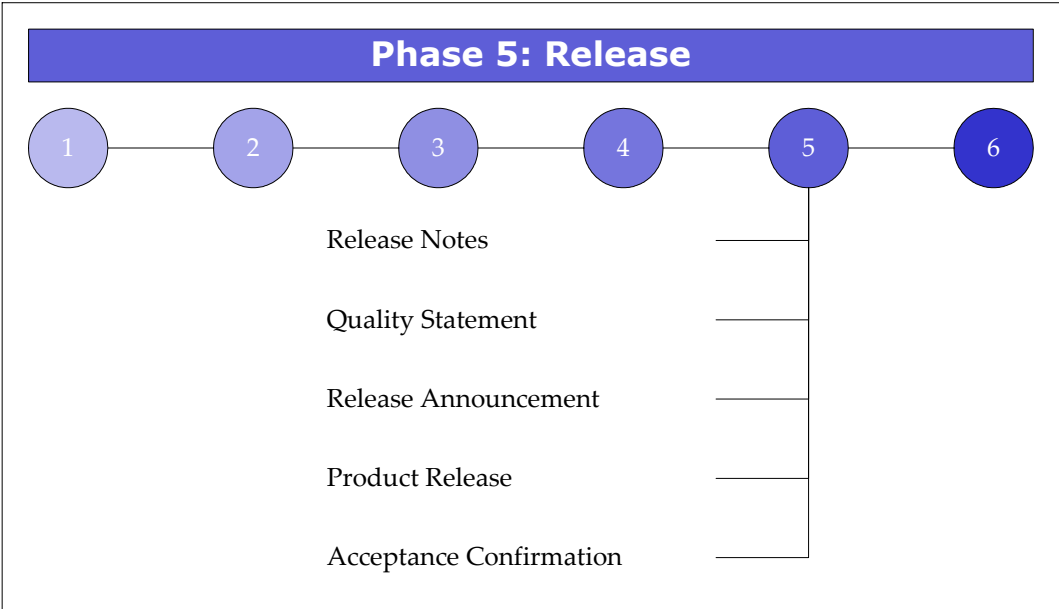 Phase 5: Release
1 2 3 4 5 6
Release Notes
Quality Statement
Release Announcement
Product Release
Acceptance Confirmation